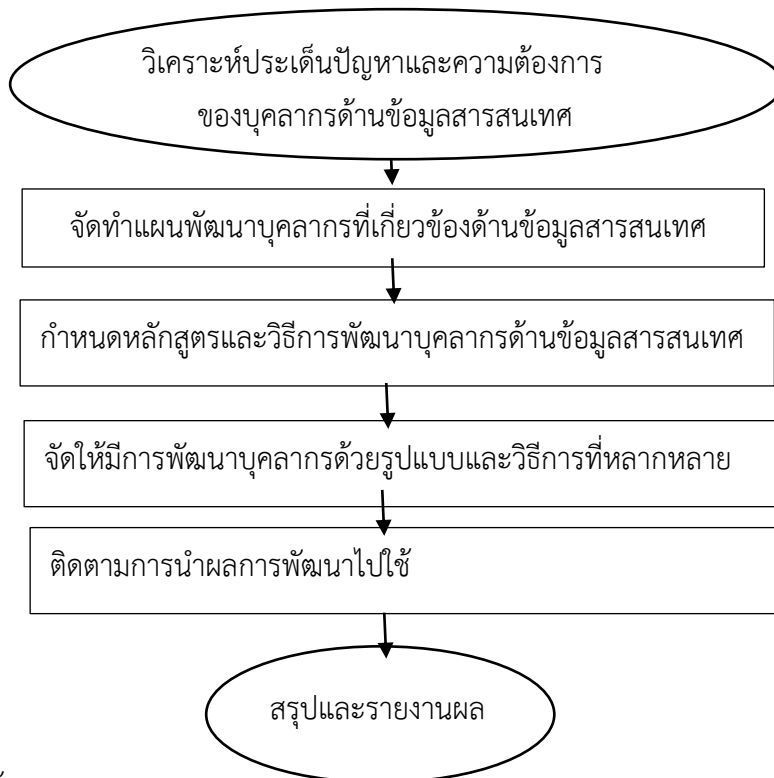 วิเคราะห์ประเด็นปัญหาและความต้องการ
ของบุคลากรด้านข้อมูลสารสนเทศ
จัดทำแผนพัฒนาบุคลากรที่เกี่ยวข้องด้านข้อมูลสารสนเทศ
กำหนดหลักสูตรและวิธีการพัฒนาบุคลากรด้านข้อมูลสารสนเทศ
จัดให้มีการพัฒนาบุคลากรด้วยรูปแบบและวิธีการที่หลากหลาย
ติดตามการนำผลการพัฒนาไปใช้
สรุปและรายงานผล